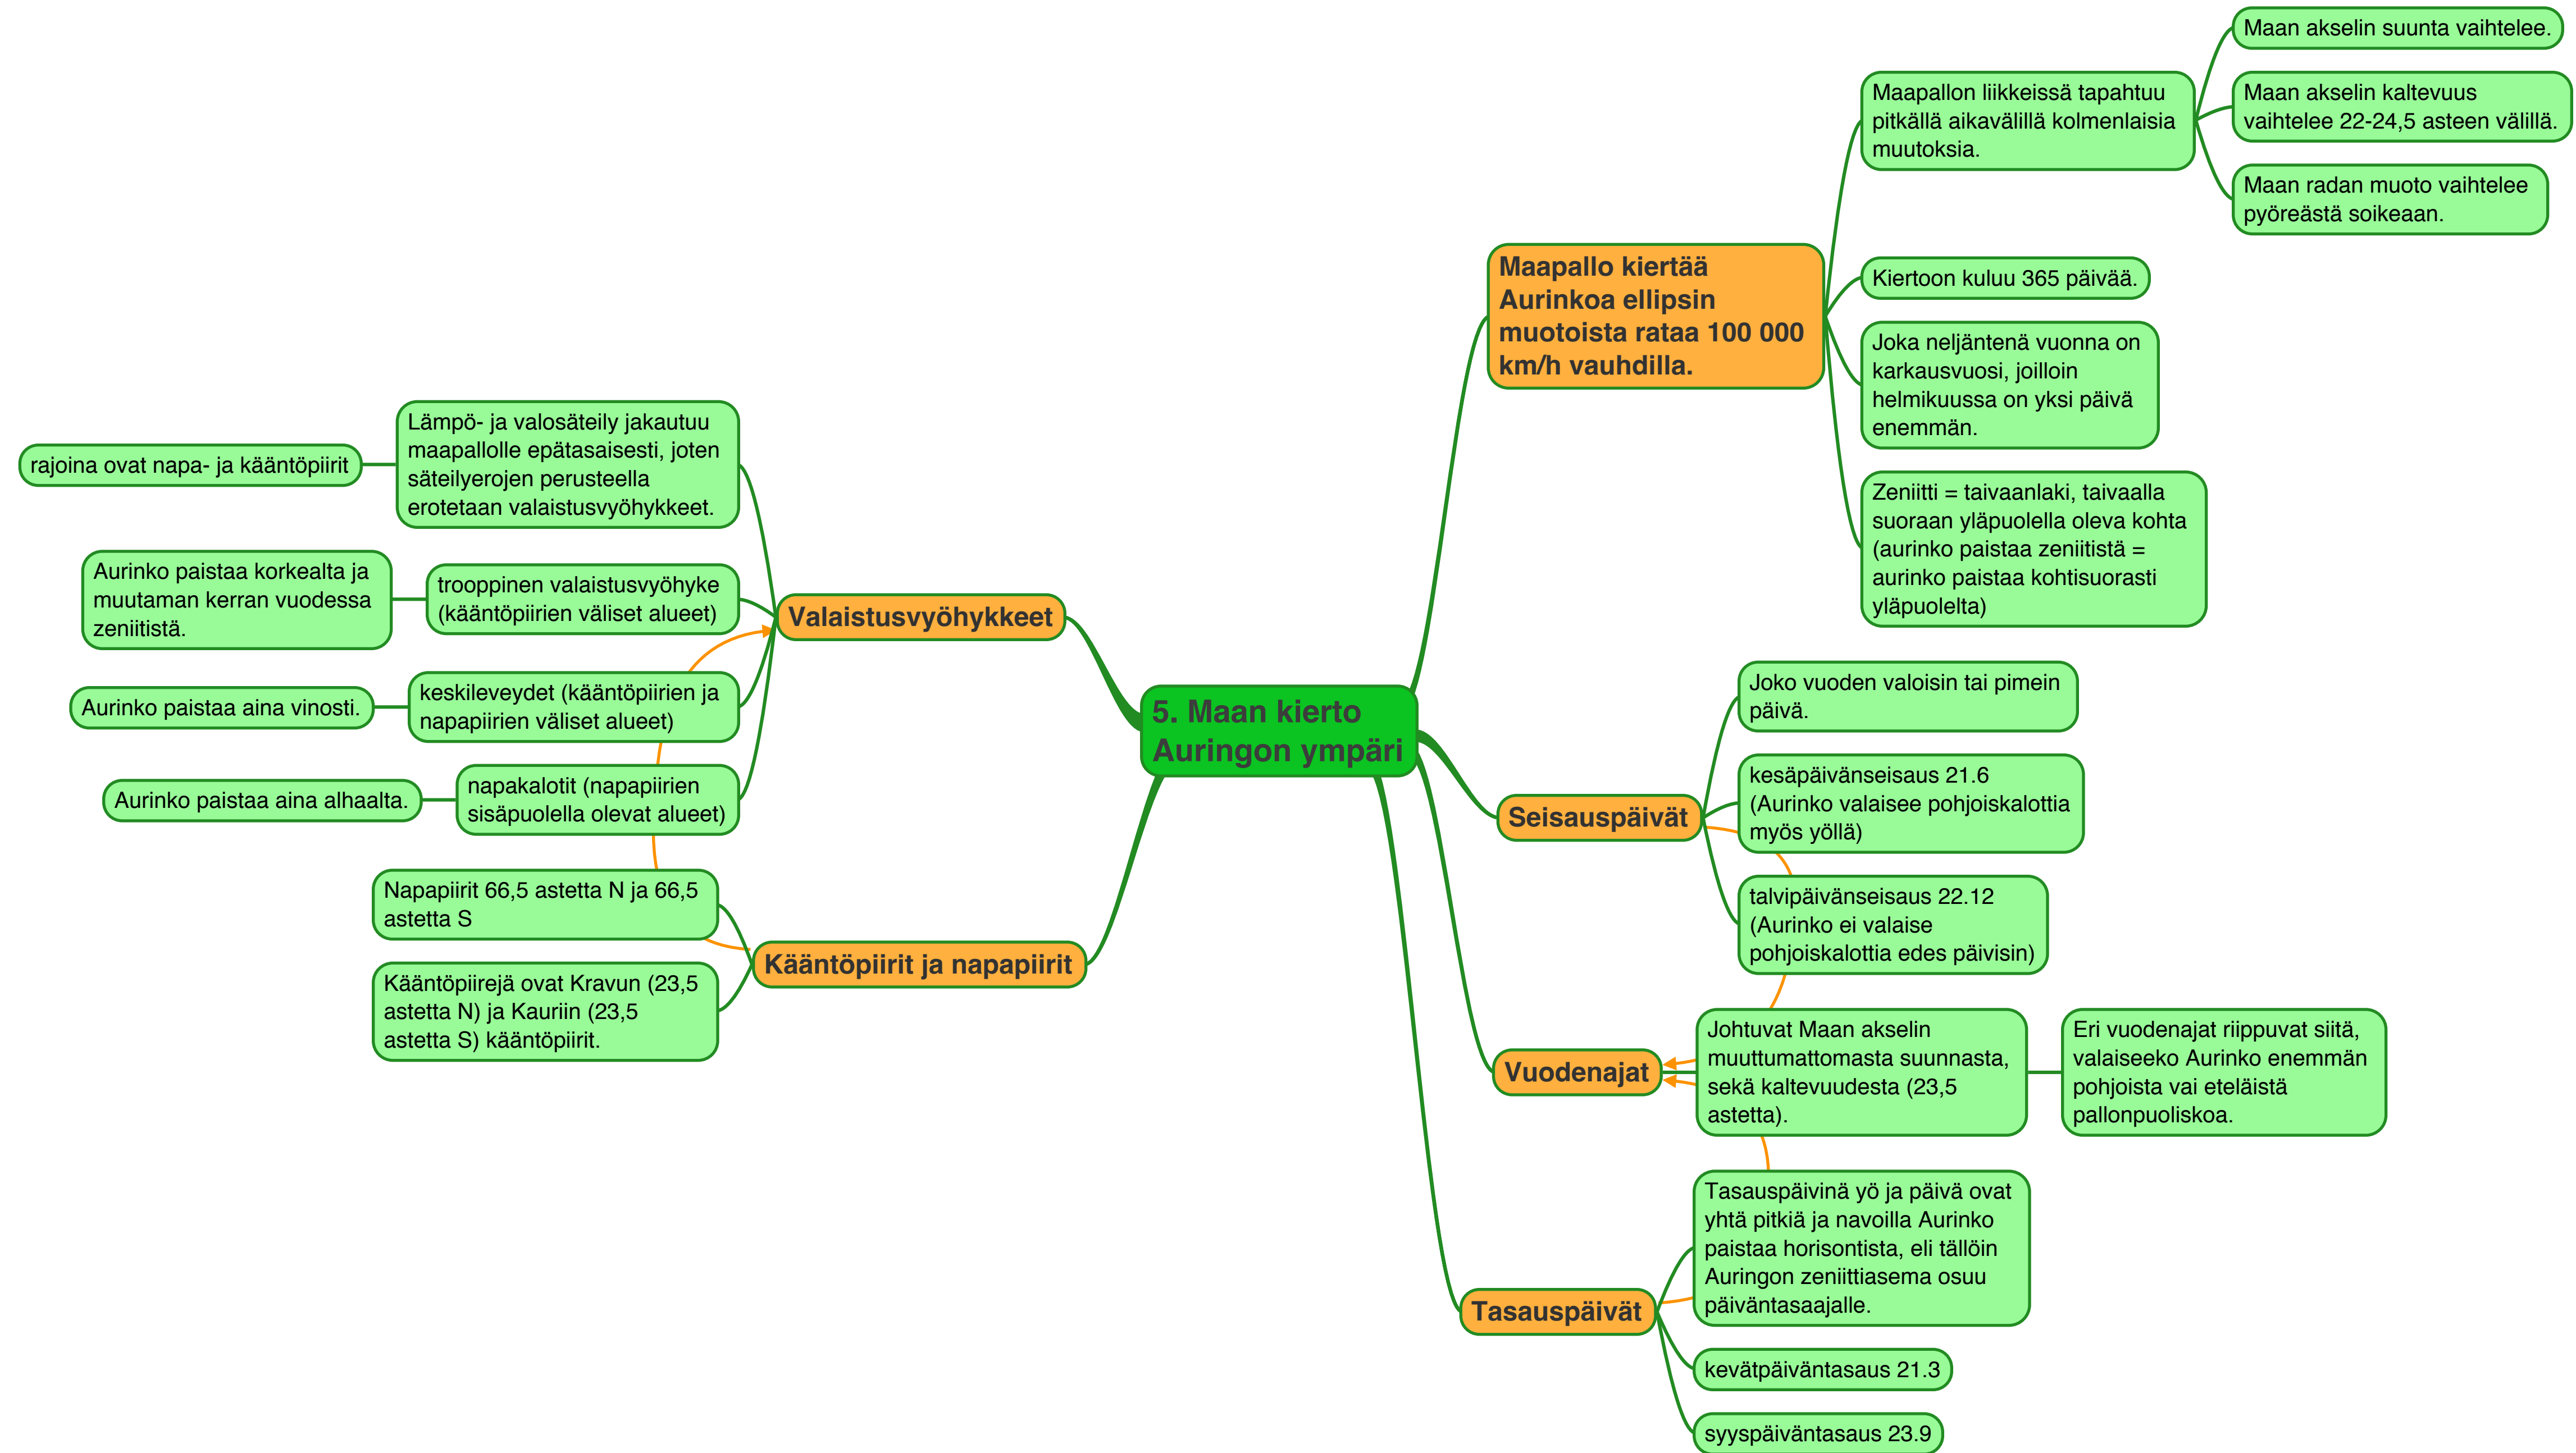 5. Maan kierto
Auringon ympäri
Maapallo kiertää
Aurinkoa ellipsin
muotoista rataa 100 000
km/h vauhdilla.
Maapallon liikkeissä tapahtuu
pitkällä aikavälillä kolmenlaisia
muutoksia.
Maan akselin suunta vaihtelee.
Maan akselin kaltevuus
vaihtelee 22-24,5 asteen välillä.
Maan radan muoto vaihtelee
pyöreästä soikeaan.
Kiertoon kuluu 365 päivää.
Joka neljäntenä vuonna on
karkausvuosi, joilloin
helmikuussa on yksi päivä
enemmän.
Zeniitti = taivaanlaki, taivaalla
suoraan yläpuolella oleva kohta
(aurinko paistaa zeniitistä =
aurinko paistaa kohtisuorasti
yläpuolelta)
Seisauspäivät
Joko vuoden valoisin tai pimein
päivä.
kesäpäivänseisaus 21.6
(Aurinko valaisee pohjoiskalottia
myös yöllä)
talvipäivänseisaus 22.12
(Aurinko ei valaise
pohjoiskalottia edes päivisin)
Vuodenajat
Johtuvat Maan akselin
muuttumattomasta suunnasta,
sekä kaltevuudesta (23,5
astetta).
Eri vuodenajat riippuvat siitä,
valaiseeko Aurinko enemmän
pohjoista vai eteläistä
pallonpuoliskoa.
Tasauspäivät
Tasauspäivinä yö ja päivä ovat
yhtä pitkiä ja navoilla Aurinko
paistaa horisontista, eli tällöin
Auringon zeniittiasema osuu
päiväntasaajalle.
kevätpäiväntasaus 21.3
syyspäiväntasaus 23.9
Valaistusvyöhykkeet
Lämpö- ja valosäteily jakautuu
maapallolle epätasaisesti, joten
säteilyerojen perusteella
erotetaan valaistusvyöhykkeet.
rajoina ovat napa- ja kääntöpiirit
trooppinen valaistusvyöhyke
(kääntöpiirien väliset alueet)
Aurinko paistaa korkealta ja
muutaman kerran vuodessa
zeniitistä.
keskileveydet (kääntöpiirien ja
napapiirien väliset alueet)
Aurinko paistaa aina vinosti.
napakalotit (napapiirien
sisäpuolella olevat alueet)
Aurinko paistaa aina alhaalta.
Kääntöpiirit ja napapiirit
Napapiirit 66,5 astetta N ja 66,5
astetta S
Kääntöpiirejä ovat Kravun (23,5
astetta N) ja Kauriin (23,5
astetta S) kääntöpiirit.